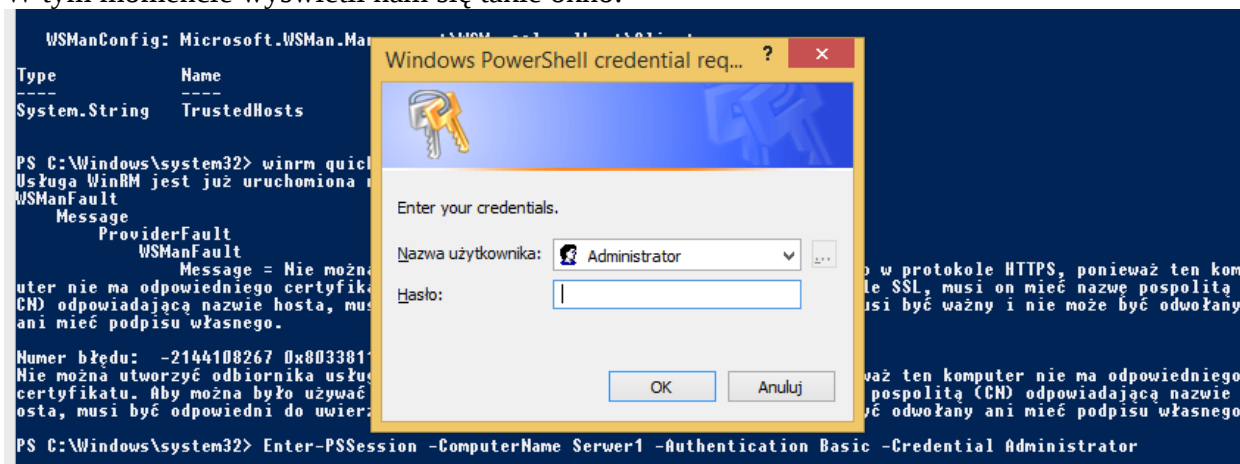 W tym momencie wyświetli nam się takie okno:
WSManConfig: Microsoft.WSMan.Man
Type Name
---- ----
System.String TrustedHosts
PS C:\Windows\system32> winrm quick
Usługa WinRM jest już uruchomiona
WSManFault
Message
ProviderFault
WSManFault
Message = Nie można w protokole HTTPS, ponieważ ten kom
uter nie ma odpowiedniego certyfika le SSL, musi on mieć nazwę pospolitą
CN) odpowiadającą nazwie hosta, mus usi być ważny i nie może być odwołany
ani mieć podpisu własnego.
Numer błędu: -2144108267 0x8033811
Nie można utworzyć odbiornika usług waż ten komputer nie ma odpowiedniego
certyfikatu. Aby można było używać pospolitą (CN) odpowiadającą nazwie
osta, musi być odpowiedni do uwierz yć odwołany ani mieć podpisu własnego
PS C:\Windows\system32> Enter-PSSession -ComputerName Serwer1 -Authentication Basic -Credential Administrator
Windows PowerShell credential req... ?
Enter your credentials.
Nazwa użytkownika: Administrator ...
Hasło:
OK Anuluj